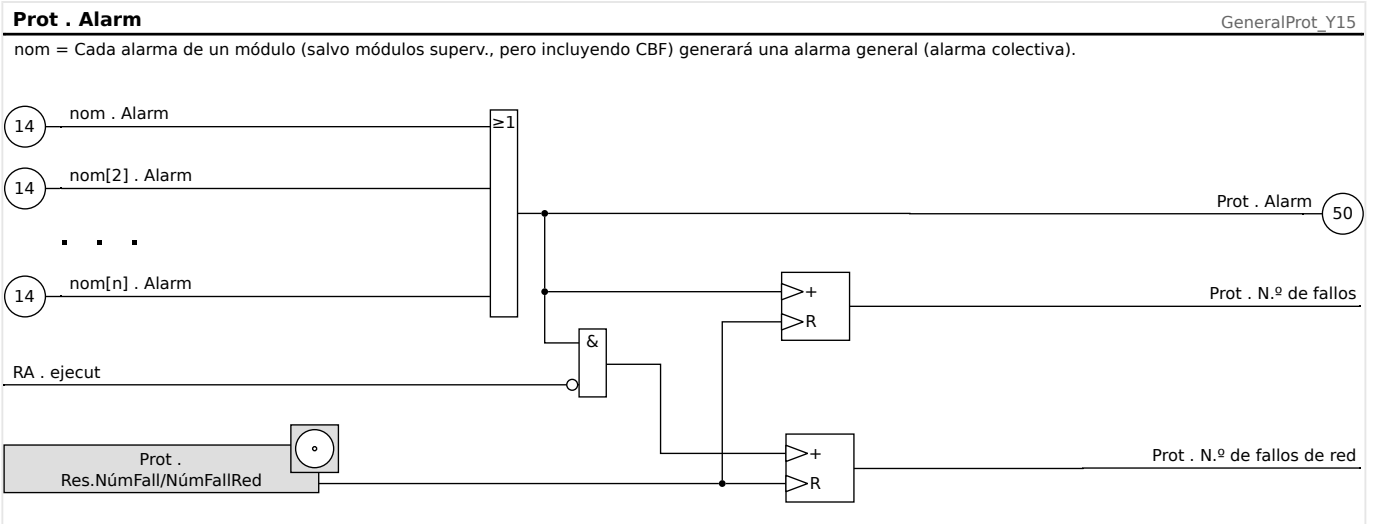 Prot . Alarm
GeneralProt_Y15
nom = Cada alarma de un módulo (salvo módulos superv., pero incluyendo CBF) generará una alarma general (alarma colectiva).
14
nom . Alarm
≥1
14
nom[2] . Alarm
Prot . Alarm
50
. . .
14
nom[n] . Alarm
+
Prot . N.º de fallos
R
&
RA . ejecut
Prot .
Res.NúmFall/NúmFallRed
+
Prot . N.º de fallos de red
R